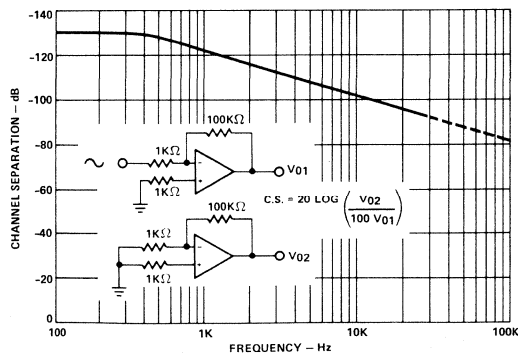 CHANNEL SEPARATION – dB
-140
-120
-100
-80
-60
-40
-20
0
100
1K
10K
100K
FREQUENCY – Hz
100KΩ
1KΩ
1KΩ
-
+
V01
C.S. = 20 LOG (V02 / 100 V01)
100KΩ
1KΩ
1KΩ
-
+
V02